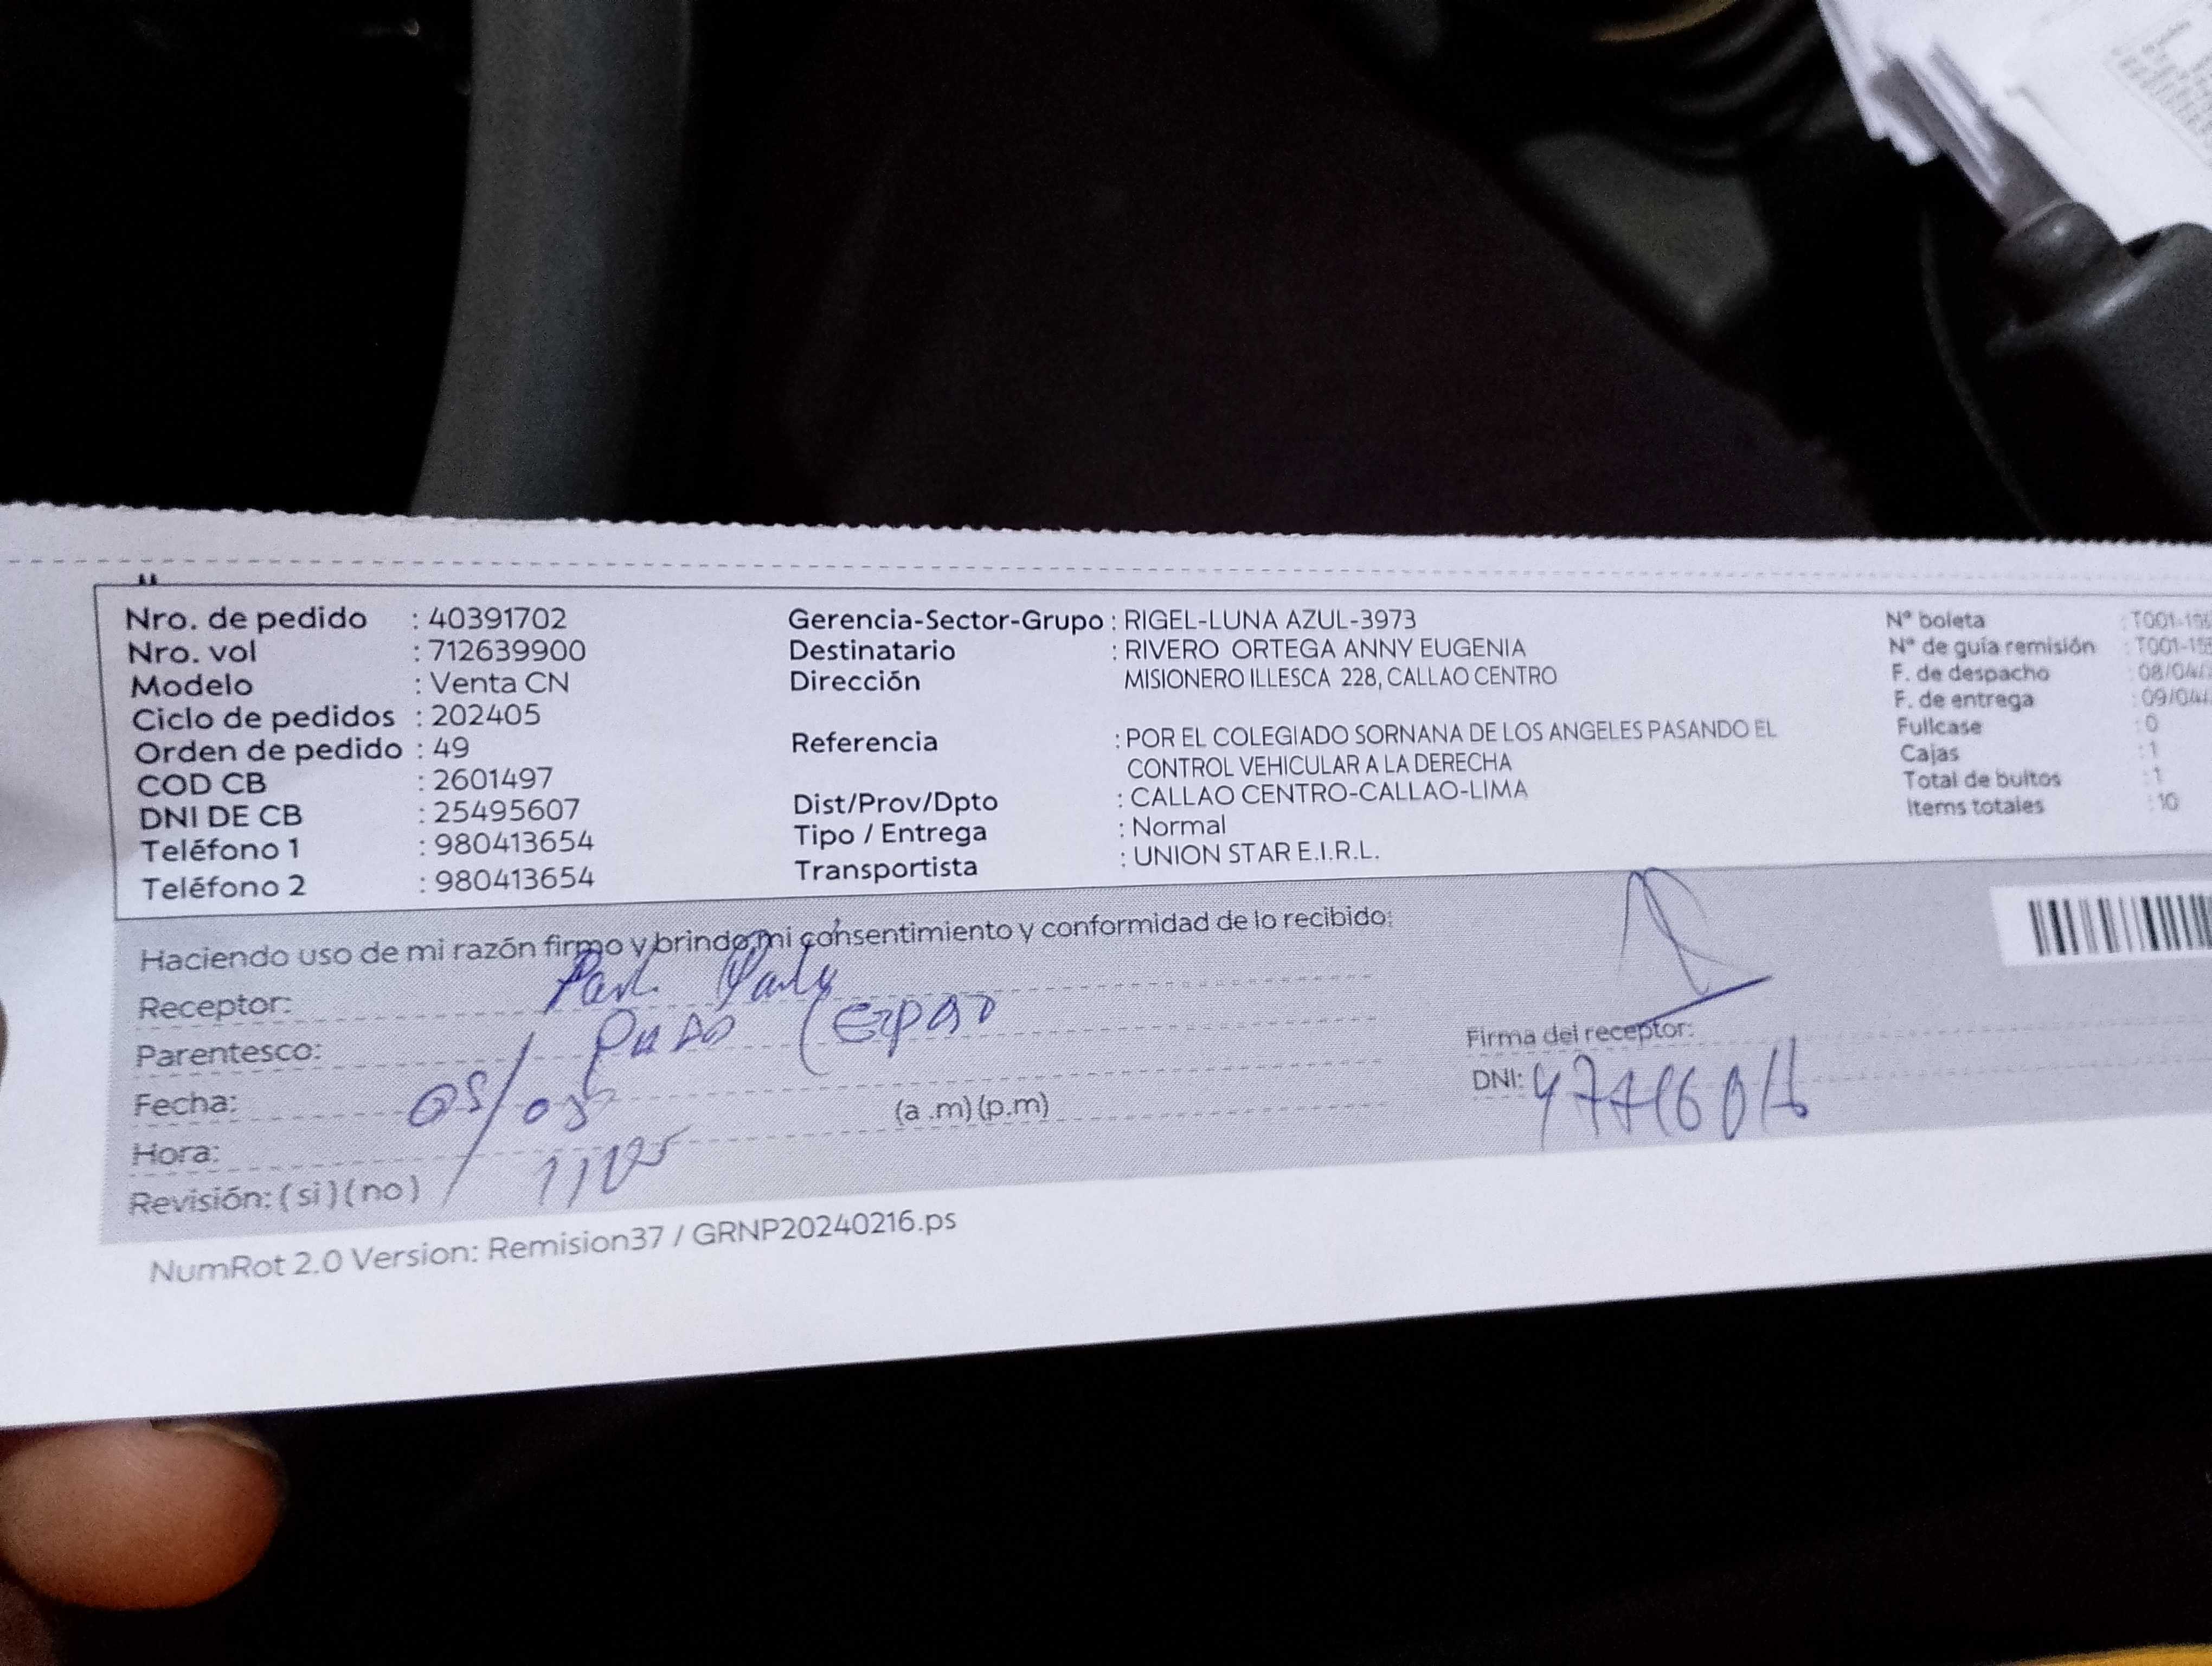 Nro. de pedido : 40391702
Nro. vol : 712639900
Modelo : Venta CN
Ciclo de pedidos : 202405
Orden de pedido : 49
COD CB : 2601497
DNI DE CB : 25495607
Teléfono 1 : 980413654
Teléfono 2 : 980413654
Gerencia-Sector-Grupo : RIGEL-LUNA AZUL-3973
Destinatario : RIVERO ORTEGA ANNY EUGENIA
Dirección MISIONERO ILLESCA 228, CALLAO CENTRO
Referencia : POR EL COLEGIADO SORNANA DE LOS ANGELES PASANDO EL
CONTROL VEHICULAR A LA DERECHA
Dist/Prov/Dpto : CALLAO CENTRO-CALLAO-LIMA
Tipo / Entrega : Normal
Transportista : UNION STAR E.I.R.L.
N° boleta : T001-
N° de guía remisión : T001-
F. de despacho : 08/04/
F. de entrega : 09/04/
Fullcase : 0
Cajas : 1
Total de bultos : 1
Items totales : 10
Haciendo uso de mi razón firmo y brindo mi consentimiento y conformidad de lo recibido:
Receptor:
Parentesco:
Fecha:
Hora: (a .m) (p.m)
Revisión: (si) (no)
Firma del receptor:
DNI:
NumRot 2.0 Version: Remision37 / GRNP20240216.ps